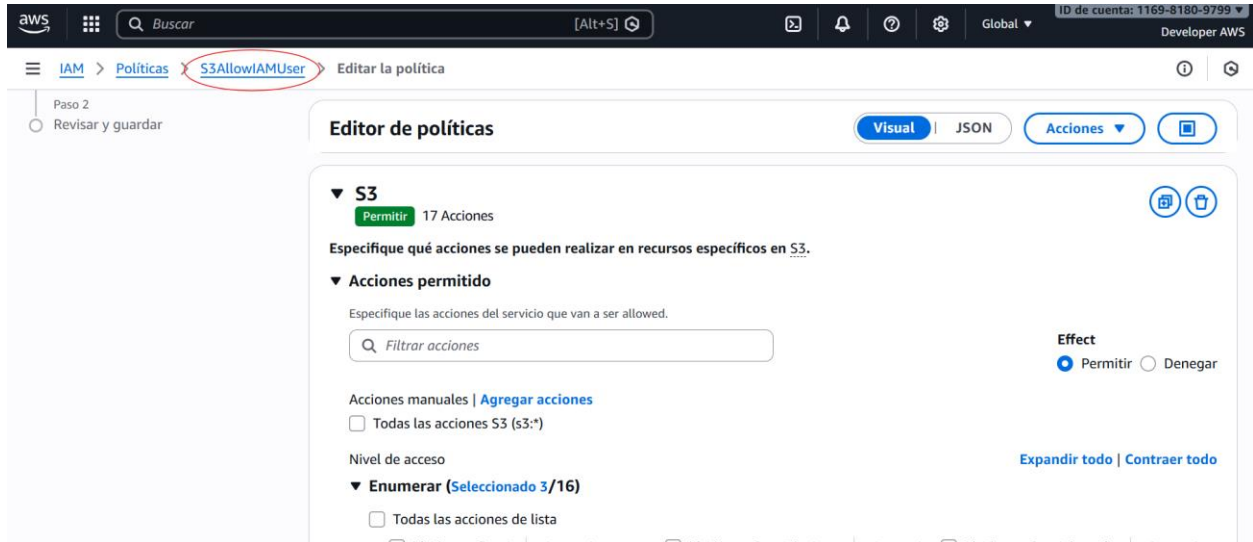 aws
Buscar [Alt+S] Global ▼ ID de cuenta: 1169-8180-9799 ▼
Developer AWS
IAM > Políticas > S3AllowIAMUser > Editar la política
Paso 2
Revisar y guardar
Editor de políticas Visual | JSON Acciones ▼
▼ S3
Permitir 17 Acciones
Especifique qué acciones se pueden realizar en recursos específicos en S3.
▼ Acciones permitido
Especifique las acciones del servicio que van a ser allowed.
Filtrar acciones
Effect
Permitir Denegar
Acciones manuales | Agregar acciones
Todas las acciones S3 (s3:*)
Nivel de acceso Expandir todo | Contraer todo
▼ Enumerar (Seleccionado 3/16)
Todas las acciones de lista